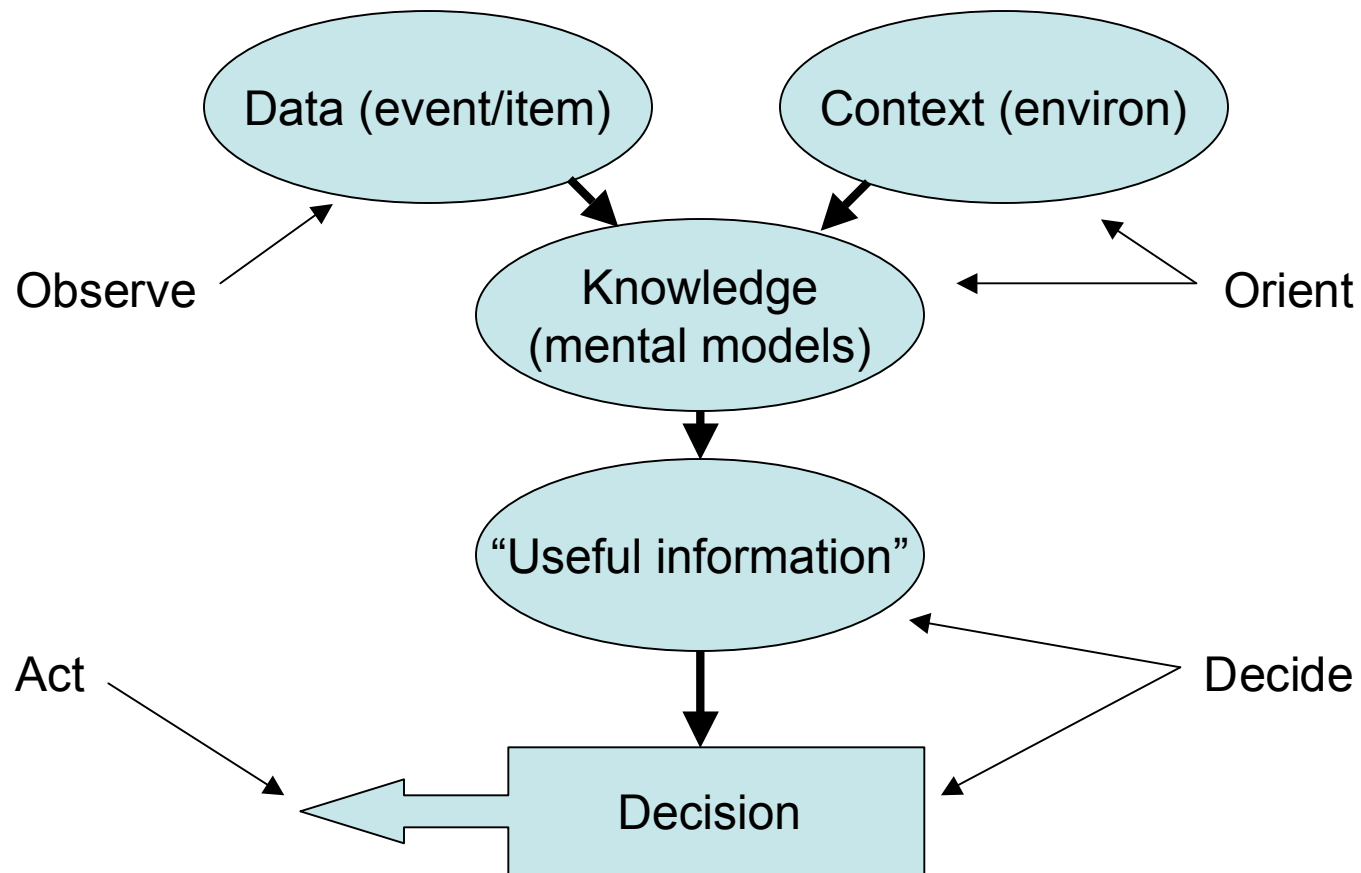 Data (event/item)
Context (environ)
Observe
Knowledge
(mental models)
Orient
“Useful information”
Act
Decide
Decision